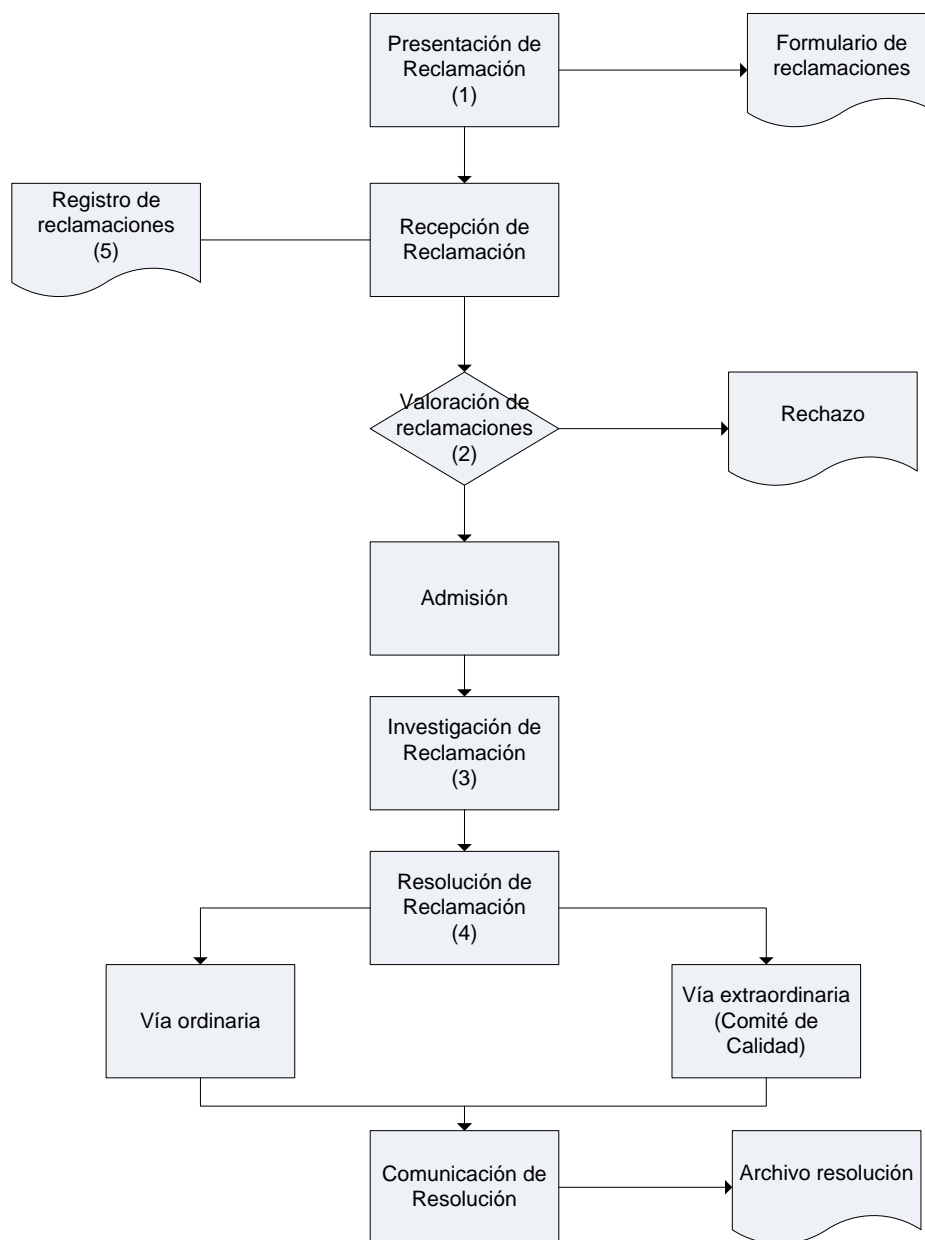 Presentación de
Reclamación
(1)
Formulario de
reclamaciones
Registro de
reclamaciones
(5)
Recepción de
Reclamación
Valoración de
reclamaciones
(2)
Rechazo
Admisión
Investigación de
Reclamación
(3)
Resolución de
Reclamación
(4)
Vía ordinaria
Vía extraordinaria
(Comité de
Calidad)
Comunicación de
Resolución
Archivo resolución